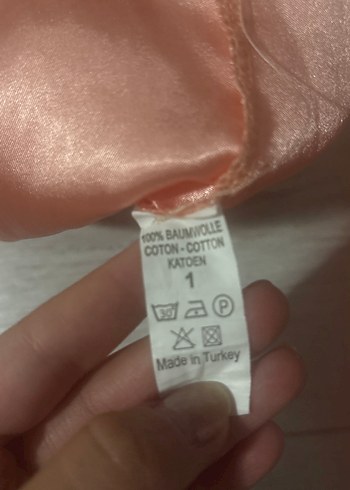 100% BAUMWOLLE
COTON - COTTON
KATOEN
1
30
P
Made in Turkey